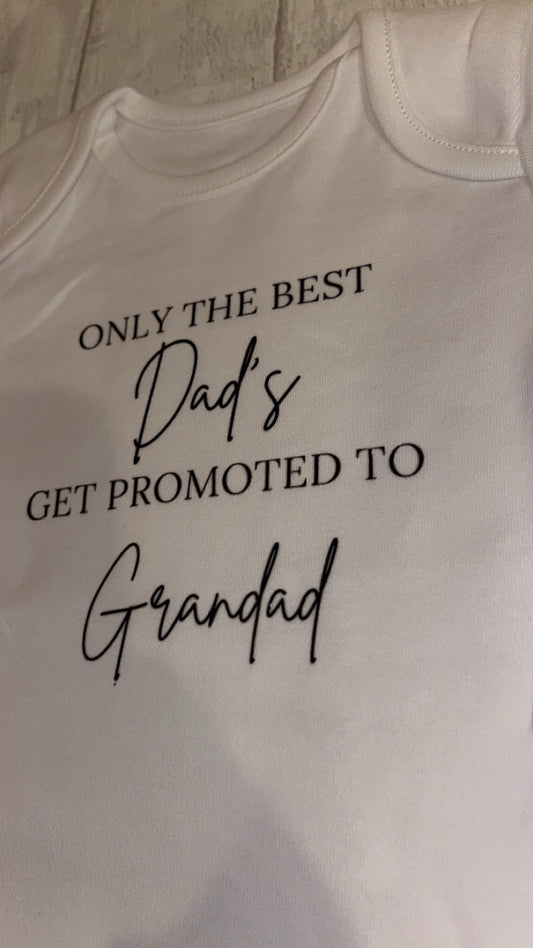 ONLY THE BEST
Dad's
GET PROMOTED TO
Grandad